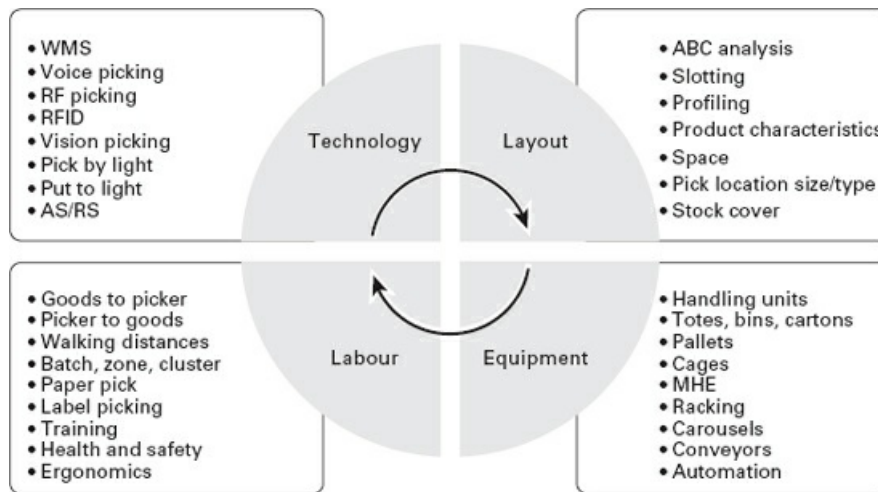 • WMS
• Voice picking
• RF picking
• RFID
• Vision picking
• Pick by light
• Put to light
• AS/RS
Technology
Layout
• ABC analysis
• Slotting
• Profiling
• Product characteristics
• Space
• Pick location size/type
• Stock cover
• Goods to picker
• Picker to goods
• Walking distances
• Batch, zone, cluster
• Paper pick
• Label picking
• Training
• Health and safety
• Ergonomics
Labour
Equipment
• Handling units
• Totes, bins, cartons
• Pallets
• Cages
• MHE
• Racking
• Carousels
• Conveyors
• Automation